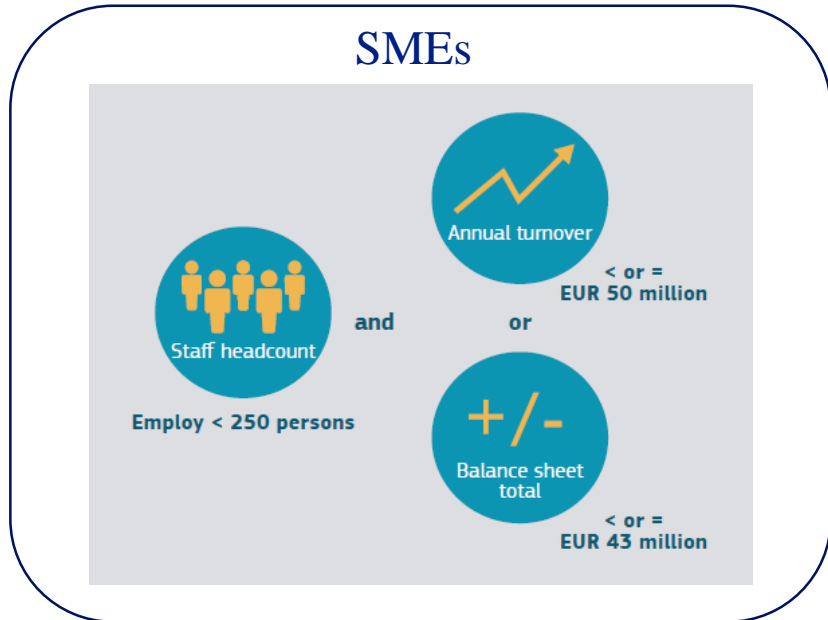 SMEs
Staff headcount
Employ < 250 persons
and
Annual turnover
< or =
EUR 50 million
or
+/-
Balance sheet
total
< or =
EUR 43 million